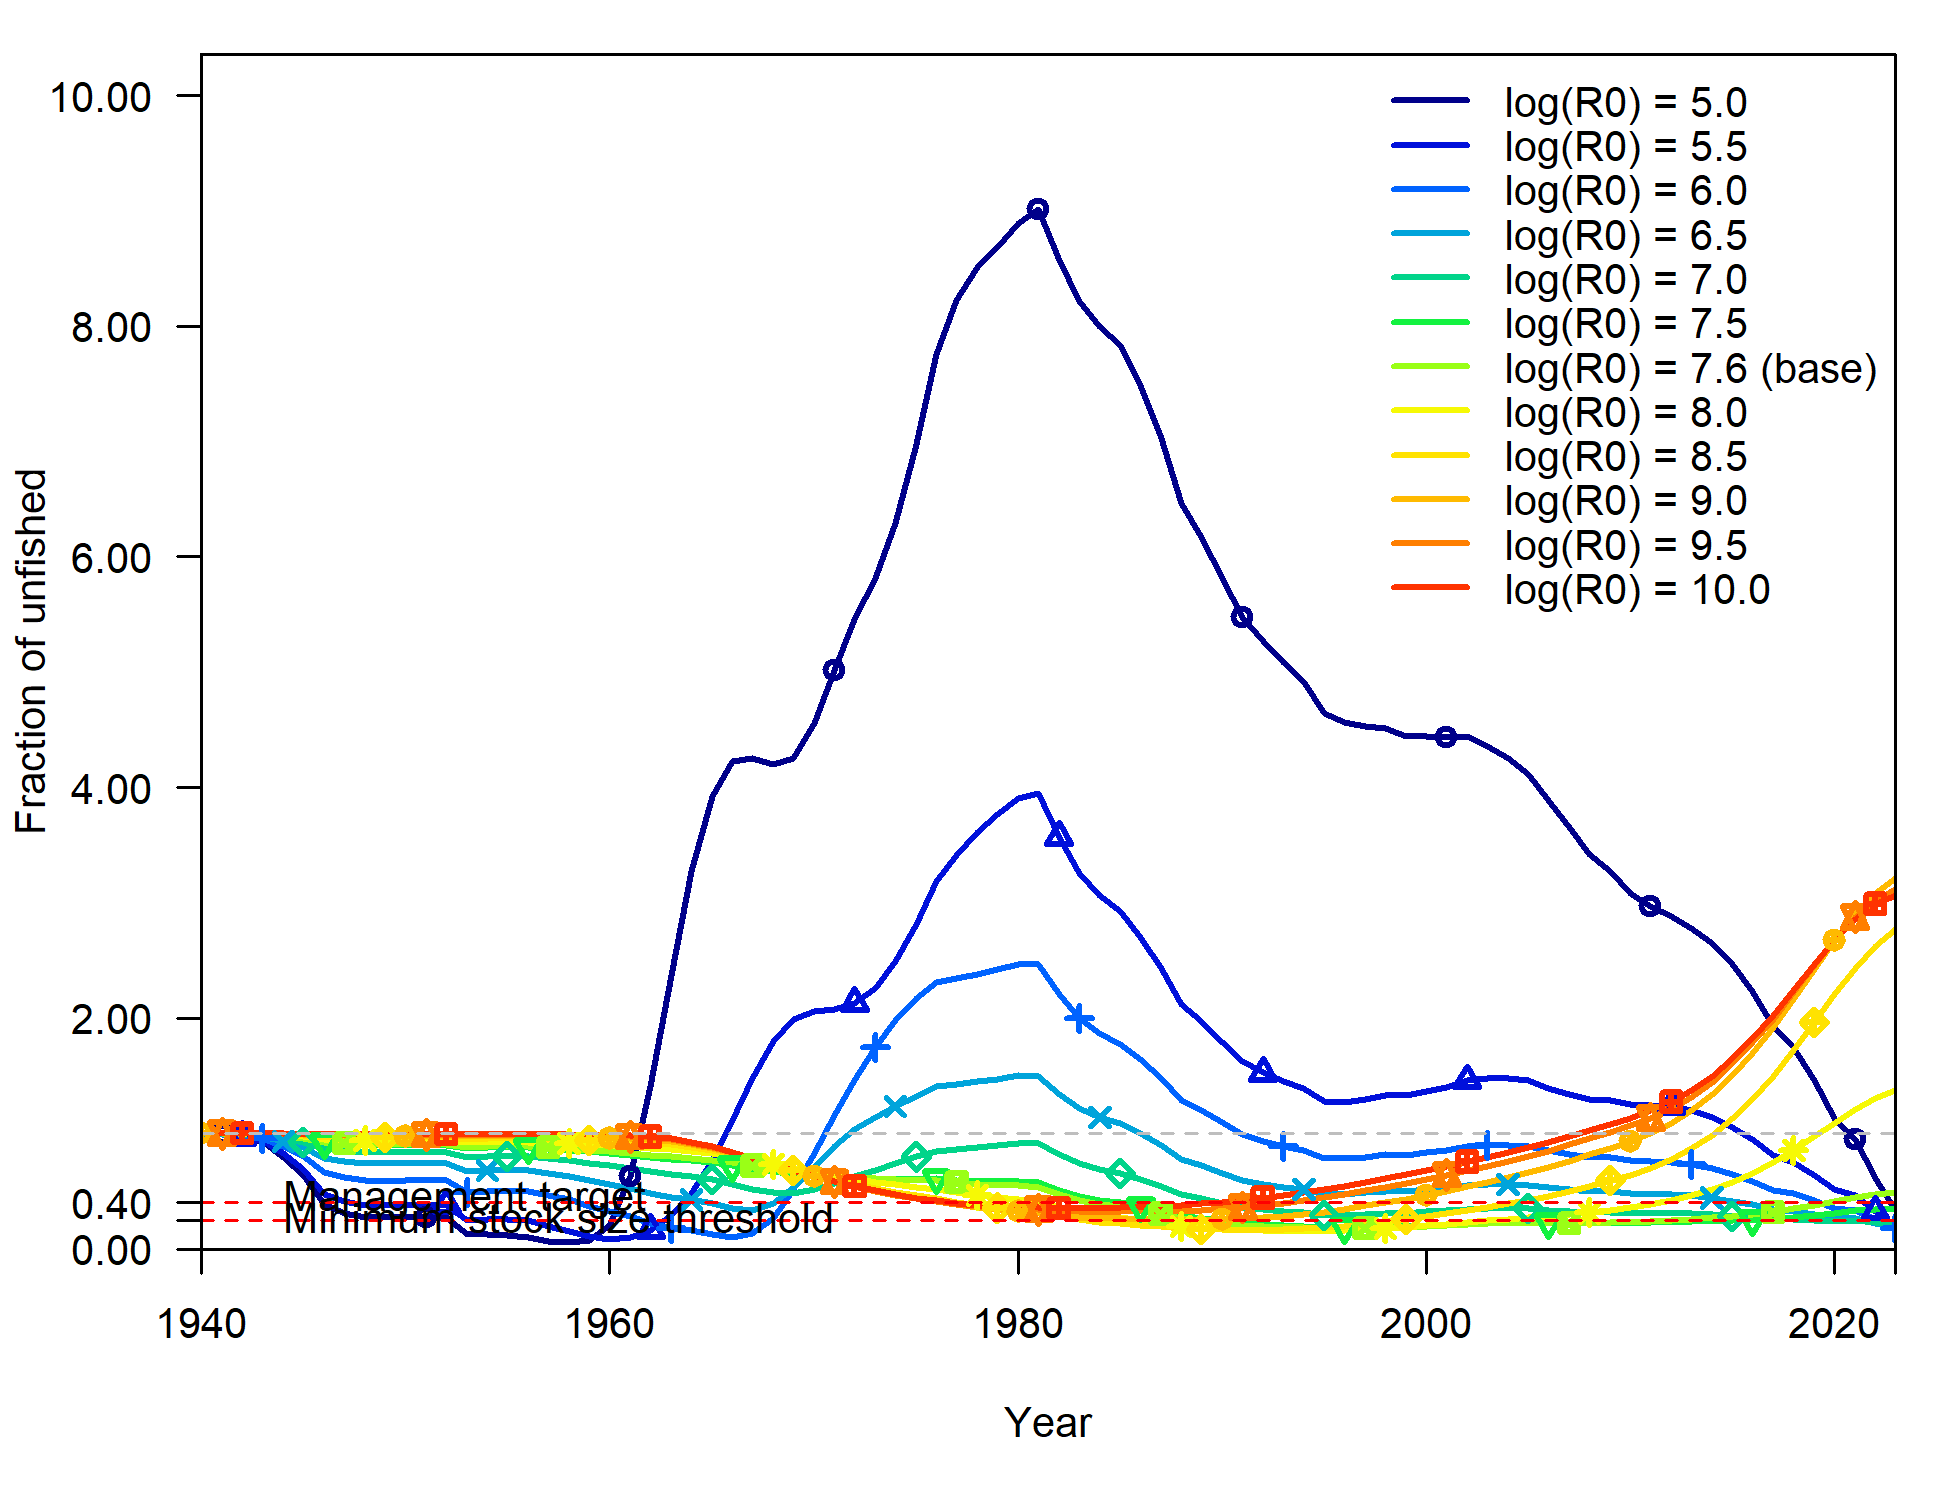 10.00
8.00
6.00
4.00
2.00
0.40
0.00
Fraction of unfished
log(R0) = 5.0
log(R0) = 5.5
log(R0) = 6.0
log(R0) = 6.5
log(R0) = 7.0
log(R0) = 7.5
log(R0) = 7.6 (base)
log(R0) = 8.0
log(R0) = 8.5
log(R0) = 9.0
log(R0) = 9.5
log(R0) = 10.0
Management target
Minimum stock size threshold
1940 1960 1980 2000 2020
Year